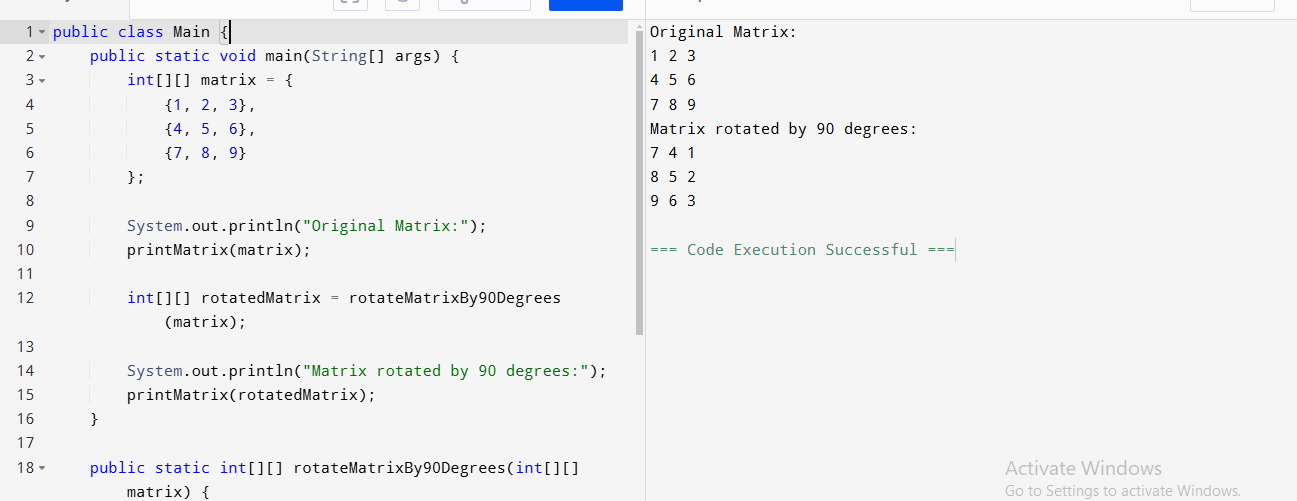 1 public class Main {
2 public static void main(String[] args) {
3 int[][] matrix = {
4 {1, 2, 3},
5 {4, 5, 6},
6 {7, 8, 9}
7 };
8
9 System.out.println("Original Matrix:");
10 printMatrix(matrix);
11
12 int[][] rotatedMatrix = rotateMatrixBy90Degrees
(matrix);
13
14 System.out.println("Matrix rotated by 90 degrees:");
15 printMatrix(rotatedMatrix);
16 }
17
18 public static int[][] rotateMatrixBy90Degrees(int[][]
matrix) {
Original Matrix:
1 2 3
4 5 6
7 8 9
Matrix rotated by 90 degrees:
7 4 1
8 5 2
9 6 3
=== Code Execution Successful ===
Activate Windows
Go to Settings to activate Windows.